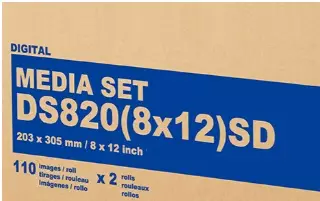 DIGITAL
MEDIA SET
DS820(8x12)SD
203 x 305 mm / 8 x 12 inch
110 images / roll x 2 rolls
tirages / rouleau rouleaux
imágenes / rollo rollos